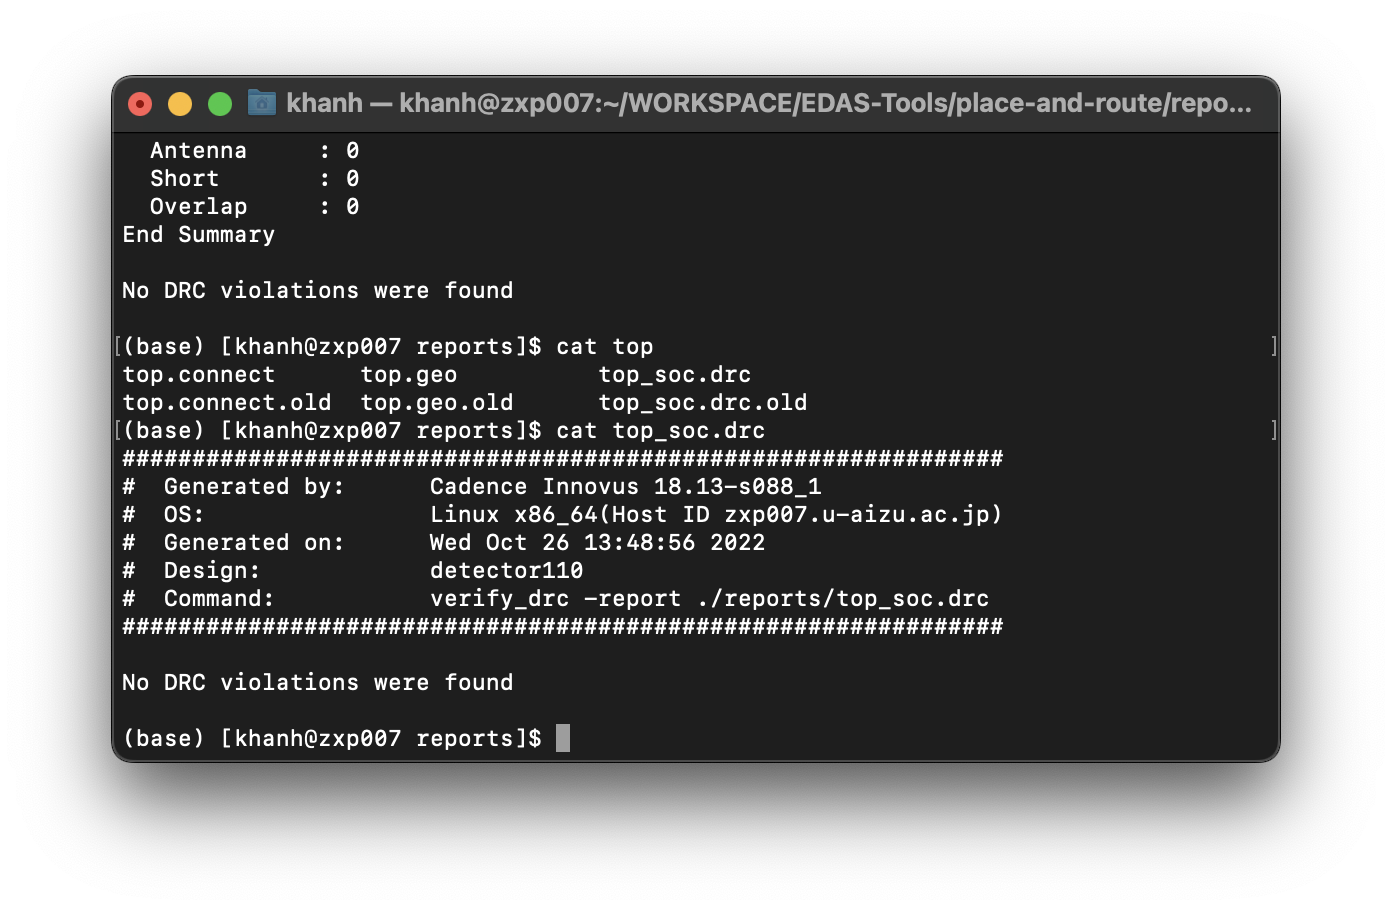 khanh — khanh@zxp007:~/WORKSPACE/EDAS-Tools/place-and-route/repo...
  Antenna     : 0
  Short       : 0
  Overlap     : 0
End Summary
No DRC violations were found
[(base) [khanh@zxp007 reports]$ cat top ]
top.connect      top.geo          top_soc.drc
top.connect.old  top.geo.old      top_soc.drc.old
[(base) [khanh@zxp007 reports]$ cat top_soc.drc ]
###############################################################
#  Generated by:      Cadence Innovus 18.13-s088_1
#  OS:                Linux x86_64(Host ID zxp007.u-aizu.ac.jp)
#  Generated on:      Wed Oct 26 13:48:56 2022
#  Design:            detector110
#  Command:           verify_drc -report ./reports/top_soc.drc
###############################################################
No DRC violations were found
(base) [khanh@zxp007 reports]$